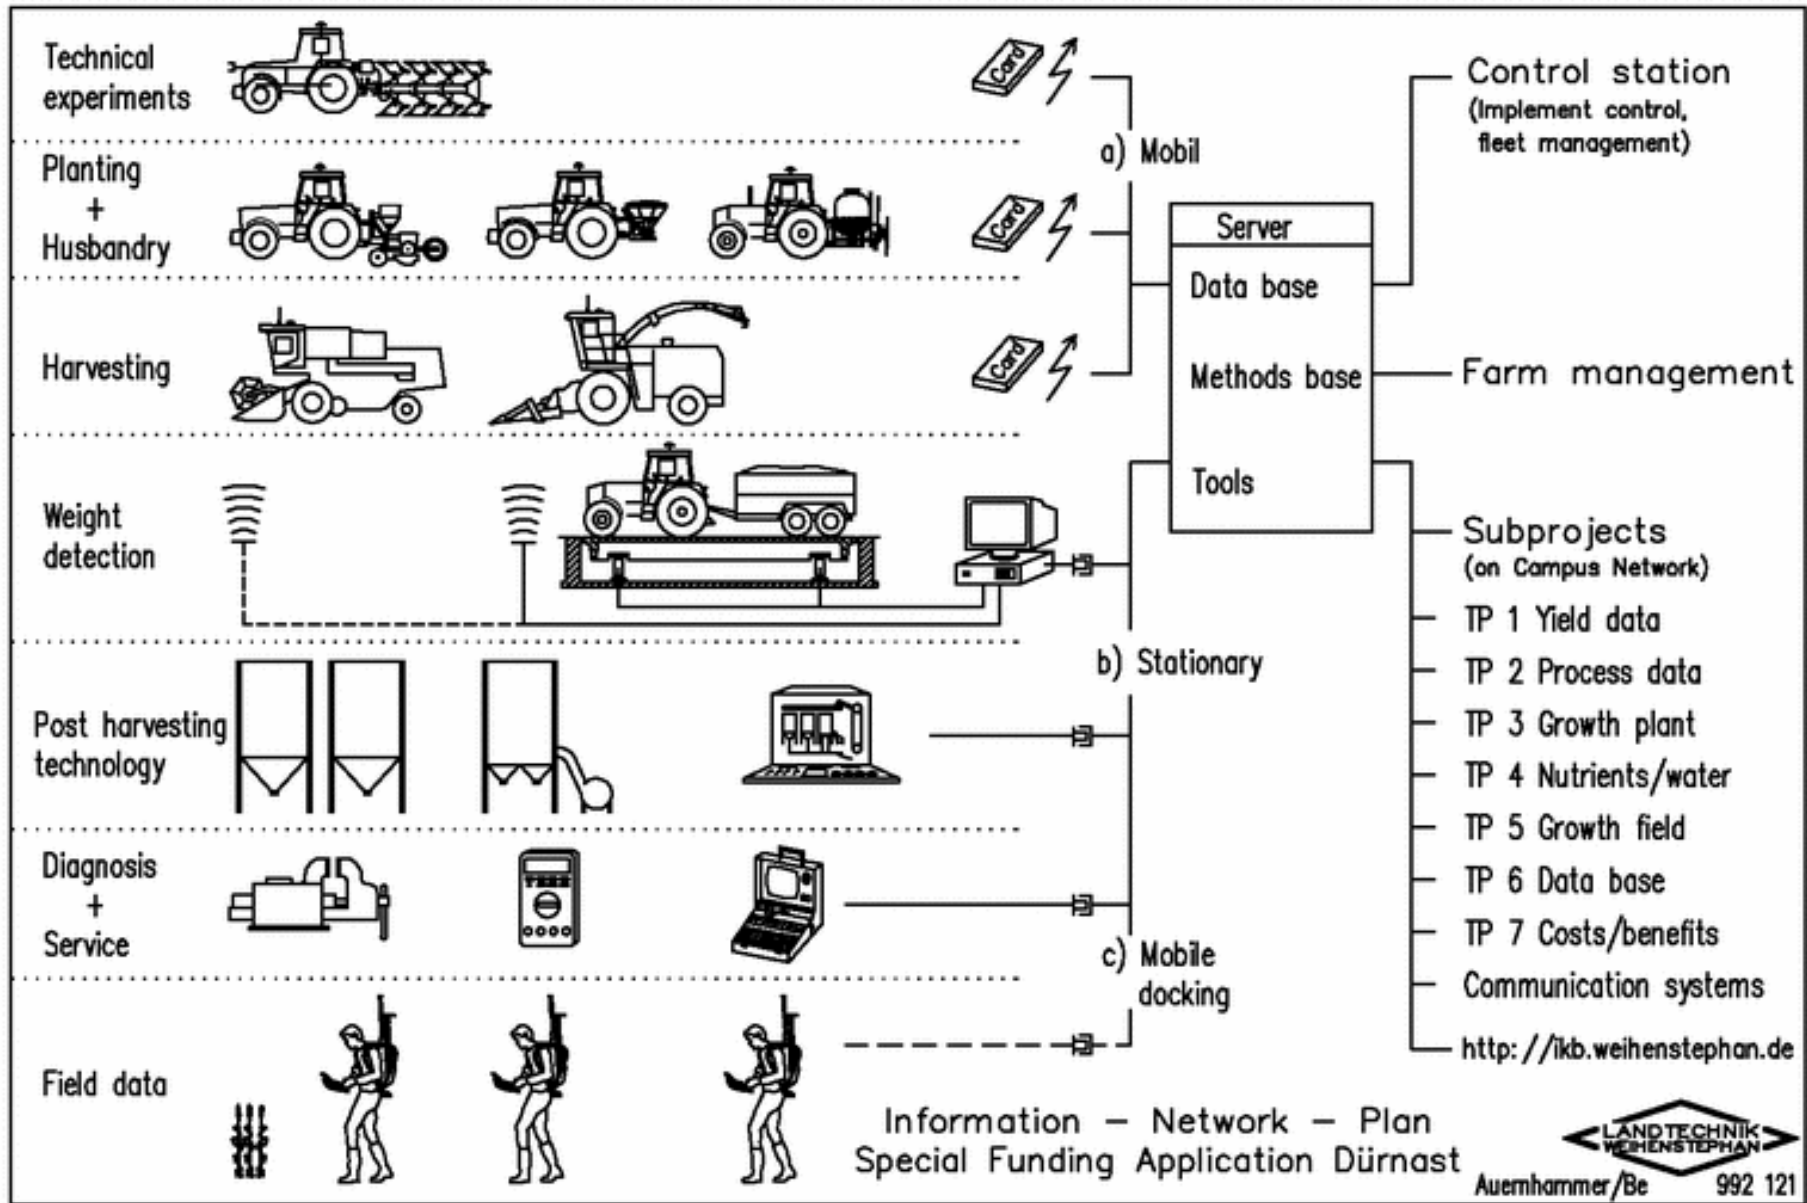 Technical
experiments
Card
a) Mobil
Planting
+
Husbandry
Card
Harvesting
Card
Weight
detection
b) Stationary
Post harvesting
technology
Diagnosis
+
Service
c) Mobile
docking
Field data
Server
Data base
Methods base
Tools
Control station
(Implement control,
fleet management)
Farm management
Subprojects
(on Campus Network)
TP 1 Yield data
TP 2 Process data
TP 3 Growth plant
TP 4 Nutrients/water
TP 5 Growth field
TP 6 Data base
TP 7 Costs/benefits
Communication systems
http://ikb.weihenstephan.de
Information – Network – Plan
Special Funding Application Dürnast
LANDTECHNIK
WEIHENSTEPHAN
Auernhammer/Be 992 121